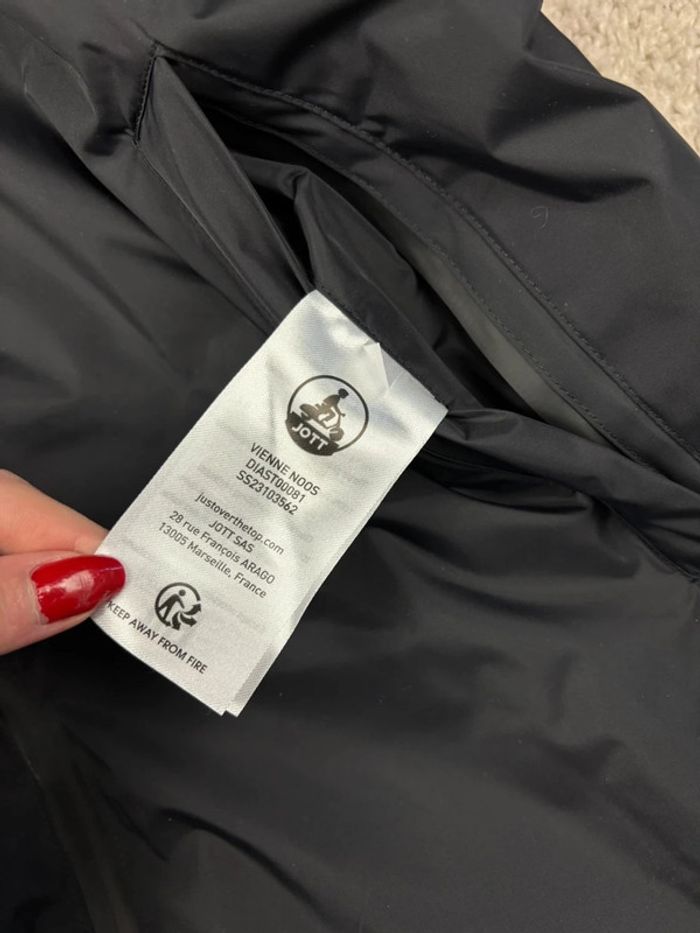 JOTT
VIENNE NOOS
DIAST00081
SS23103562
justoverthetop.com
JOTT SAS
28 rue François ARAGO
13005 Marseille, France
KEEP AWAY FROM FIRE